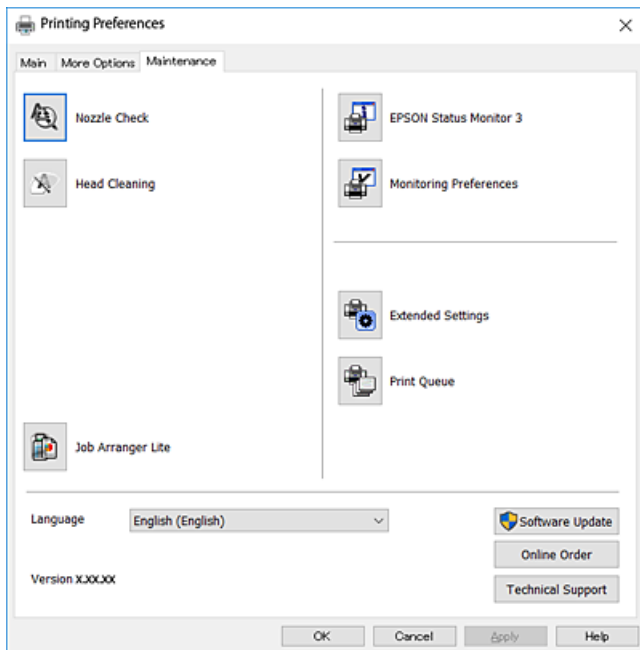 Printing Preferences
Main More Options Maintenance
Nozzle Check
EPSON Status Monitor 3
Head Cleaning
Monitoring Preferences
Extended Settings
Print Queue
Job Arranger Lite
Language English (English)
Software Update
Online Order
Version X.XX.XX
Technical Support
OK Cancel Apply Help